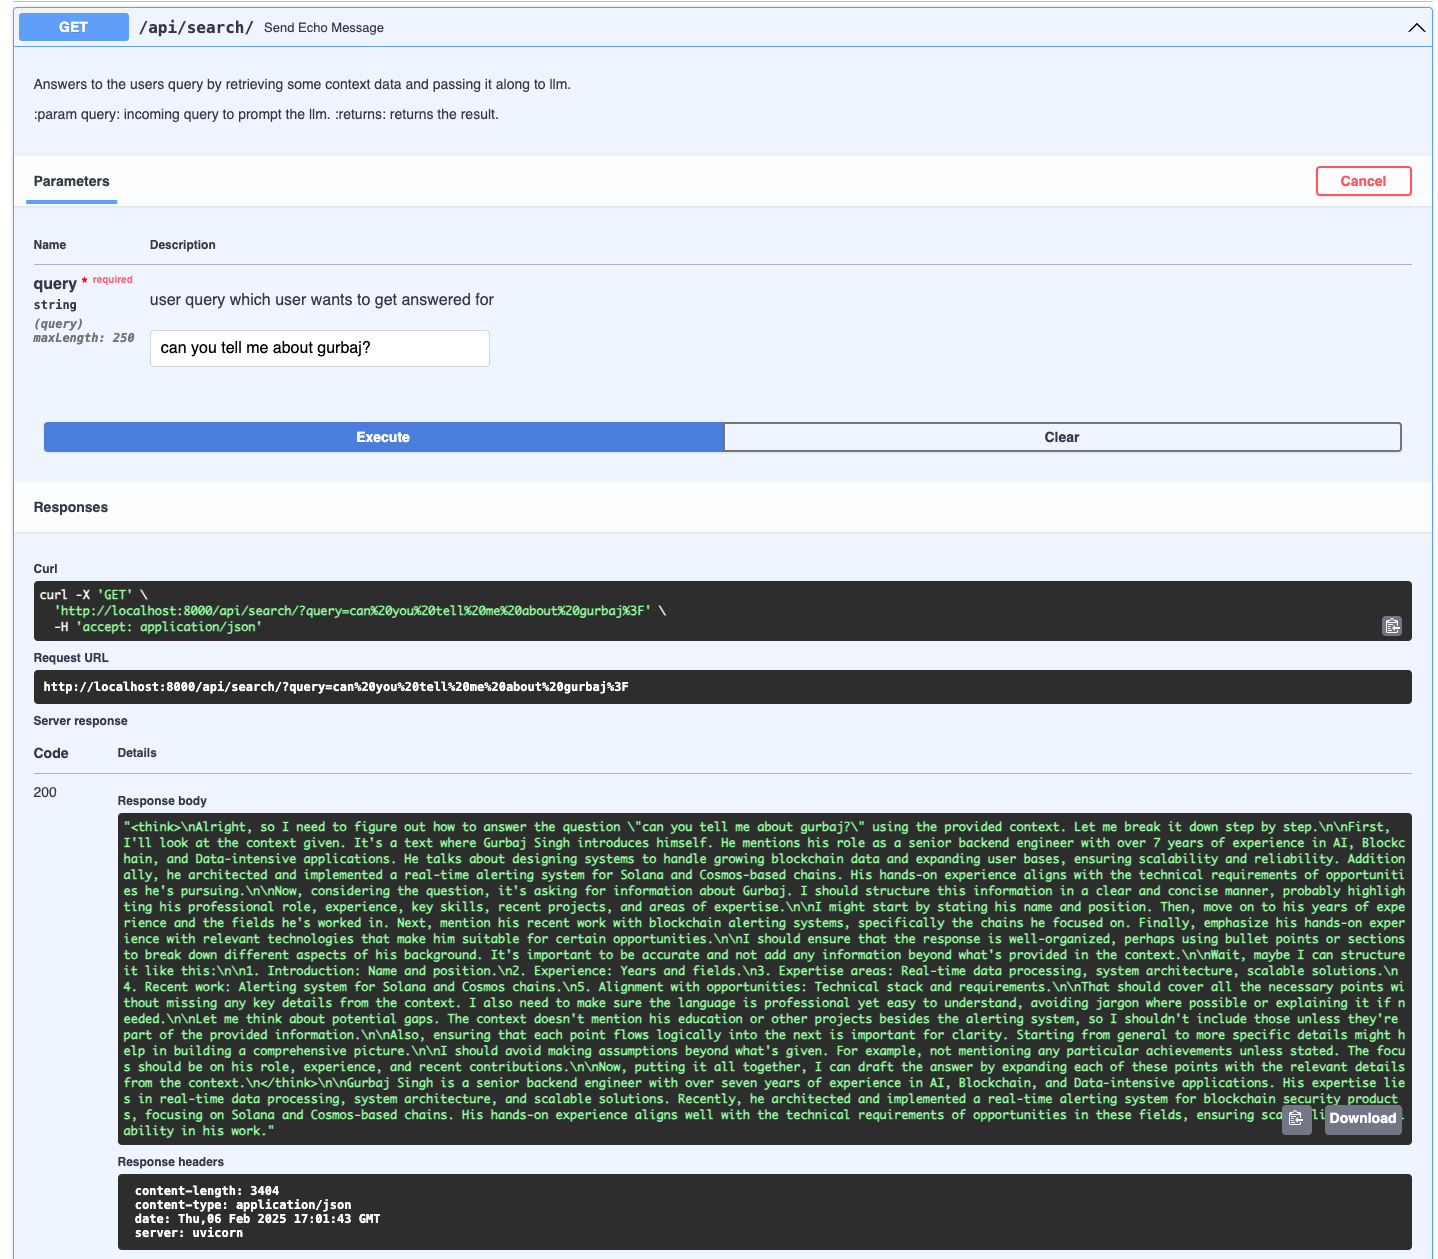 GET /api/search/ Send Echo Message
Answers to the users query by retrieving some context data and passing it along to llm.
:param query: incoming query to prompt the llm. :returns: returns the result.
Parameters
Cancel
Name Description
query * required
string
(query)
maxLength: 250
user query which user wants to get answered for
can you tell me about gurbaj?
Execute Clear
Responses
Curl
curl -X 'GET' \
'http://localhost:8000/api/search/?query=can%20you%20tell%20me%20about%20gurbaj%3F' \
-H 'accept: application/json'
Request URL
http://localhost:8000/api/search/?query=can%20you%20tell%20me%20about%20gurbaj%3F
Server response
Code Details
200
Response body
"<think>\nAlright, so I need to figure out how to answer the question \"can you tell me about gurbaj?\" using the provided context. Let me break it down step by step.\n\nFirst,
I'll look at the context given. It's a text where Gurbaj Singh introduces himself. He mentions his role as a senior backend engineer with over 7 years of experience in AI, Blockc
hain, and Data-intensive applications. He talks about designing systems to handle growing blockchain data and expanding user bases, ensuring scalability and reliability. Addition
ally, he architected and implemented a real-time alerting system for Solana and Cosmos-based chains. His hands-on experience aligns with the technical requirements of opportuniti
es he's pursuing.\n\nNow, considering the question, it's asking for information about Gurbaj. I should structure this information in a clear and concise manner, probably highligh
ting his professional role, experience, key skills, recent projects, and areas of expertise.\n\nI might start by stating his name and position. Then, move on to his years of expe
rience and the fields he's worked in. Next, mention his recent work with blockchain alerting systems, specifically the chains he focused on. Finally, emphasize his hands-on exper
ience with relevant technologies that make him suitable for certain opportunities.\n\nI should ensure that the response is well-organized, perhaps using bullet points or sections
to break down different aspects of his background. It's important to be accurate and not add any information beyond what's provided in the context.\n\nWait, maybe I can structure
it like this:\n\n1. Introduction: Name and position.\n2. Experience: Years and fields.\n3. Expertise areas: Real-time data processing, system architecture, scalable solutions.\n
4. Recent work: Alerting system for Solana and Cosmos chains.\n5. Alignment with opportunities: Technical stack and requirements.\n\nThat should cover all the necessary points wi
thout missing any key details from the context. I also need to make sure the language is professional yet easy to understand, avoiding jargon where possible or explaining it if n
eeded.\n\nLet me think about potential gaps. The context doesn't mention his education or other projects besides the alerting system, so I shouldn't include those unless they're
part of the provided information.\n\nAlso, ensuring that each point flows logically into the next is important for clarity. Starting from general to more specific details might h
elp in building a comprehensive picture.\n\nI should avoid making assumptions beyond what's given. For example, not mentioning any particular achievements unless stated. The focu
s should be on his role, experience, and recent contributions.\n\nNow, putting it all together, I can draft the answer by expanding each of these points with the relevant details
from the context.\n</think>\n\nGurbaj Singh is a senior backend engineer with over seven years of experience in AI, Blockchain, and Data-intensive applications. His expertise lie
s in real-time data processing, system architecture, and scalable solutions. Recently, he architected and implemented a real-time alerting system for blockchain security product
s, focusing on Solana and Cosmos-based chains. His hands-on experience aligns well with the technical requirements of opportunities in these fields, ensuring
ability in his work."
Download
Response headers
content-length: 3404
content-type: application/json
date: Thu,06 Feb 2025 17:01:43 GMT
server: uvicorn